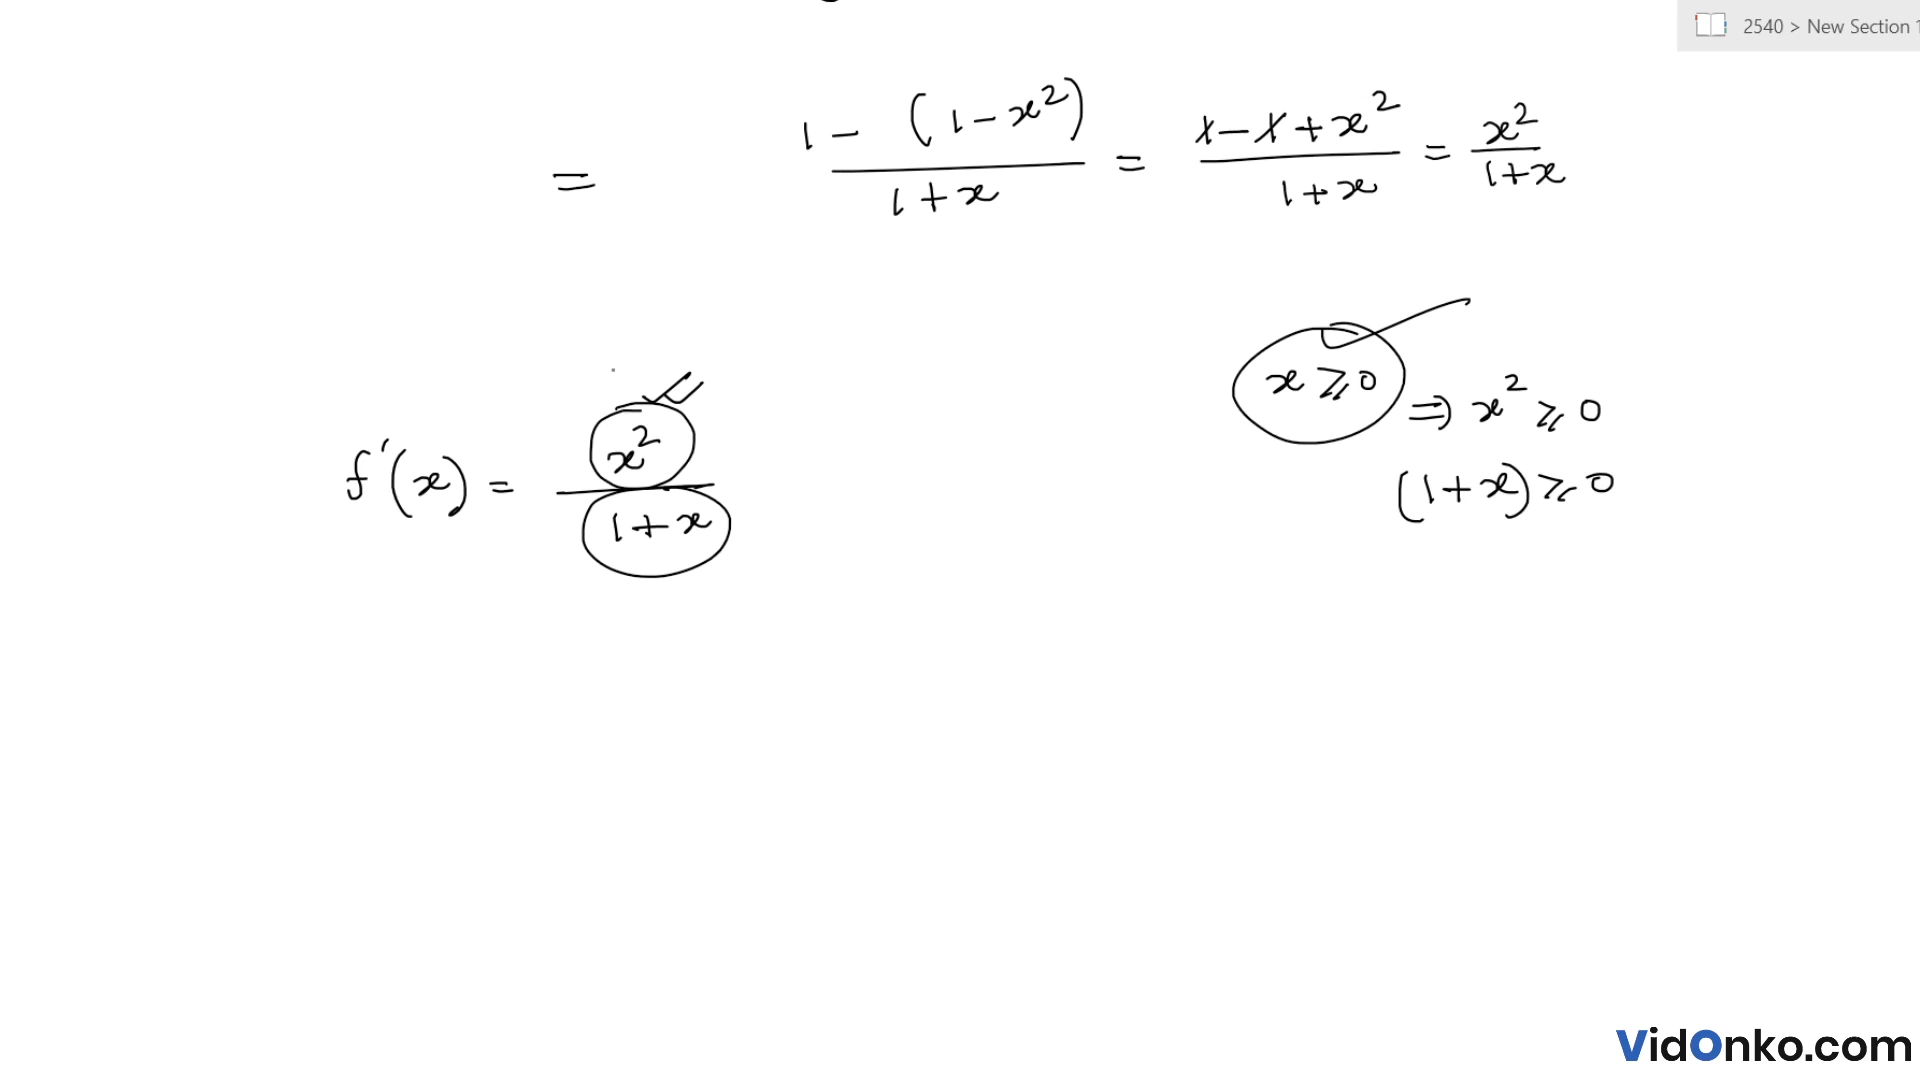 2540 > New Section 1
= 1 - (1 - x²) / 1 + x = 1 - 1 + x² / 1 + x = x² / 1 + x
x ⩾ 0 ⇒ x² ⩾ 0
(1 + x) ⩾ 0
f'(x) = x² / 1 + x
VidOnko.com